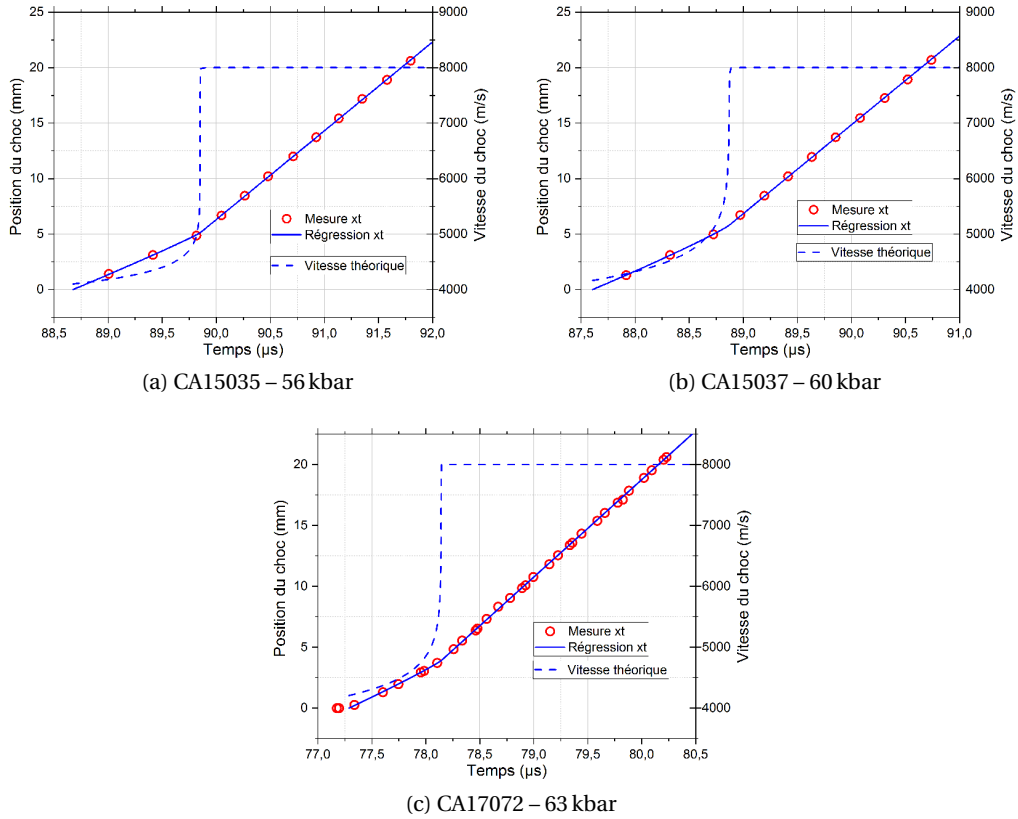 25
20
15
10
5
0
Position du choc (mm)
9000
8000
7000
6000
5000
4000
Vitesse du choc (m/s)
Mesure xt
Régression xt
Vitesse théorique
88,5 89,0 89,5 90,0 90,5 91,0 91,5 92,0
Temps (µs)
(a) CA15035 – 56 kbar
25
20
15
10
5
0
Position du choc (mm)
9000
8000
7000
6000
5000
4000
Vitesse du choc (m/s)
Mesure xt
Régression xt
Vitesse théorique
87,5 88,0 88,5 89,0 89,5 90,0 90,5 91,0
Temps (µs)
(b) CA15037 – 60 kbar
20
15
10
5
0
Position du choc (mm)
8000
7000
6000
5000
4000
Vitesse du choc (m/s)
Mesure xt
Régression xt
Vitesse théorique
77,0 77,5 78,0 78,5 79,0 79,5 80,0 80,5
Temps (µs)
(c) CA17072 – 63 kbar